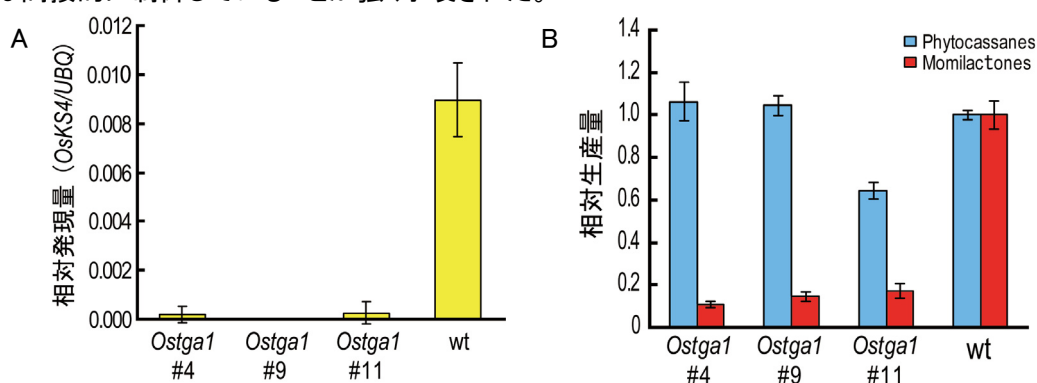 A
0.012
0.010
0.008
0.006
0.004
0.002
0.000
相対発現量（OsKS4/UBQ）
Ostga1 Ostga1 Ostga1 wt
#4 #9 #11
B
1.4
1.2
1.0
0.8
0.6
0.4
0.2
0
相対生産量
Phytocassanes
Momilactones
Ostga1 Ostga1 Ostga1 wt
#4 #9 #11